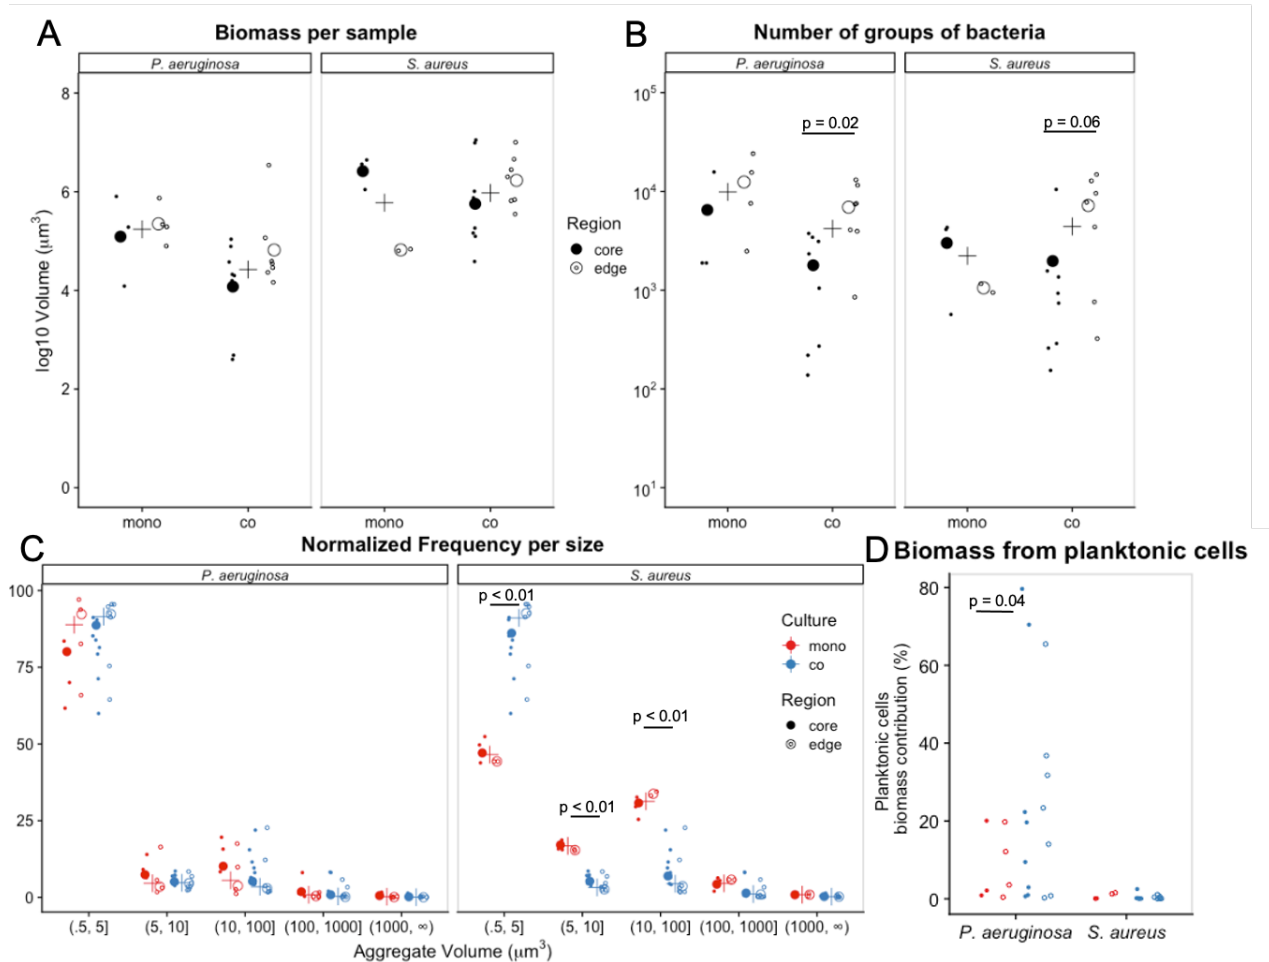 A
Biomass per sample
P. aeruginosa
S. aureus
log10 Volume (μm³)
8
6
4
2
0
mono
co
mono
co
Region
core
edge
B
Number of groups of bacteria
P. aeruginosa
S. aureus
10⁵
10⁴
10³
10²
10¹
p = 0.02
p = 0.06
mono
co
mono
co
C
Normalized Frequency per size
P. aeruginosa
S. aureus
100
75
50
25
0
p < 0.01
p < 0.01
p < 0.01
Culture
mono
co
Region
core
edge
(.5, 5]
(5, 10]
(10, 100]
(100, 1000]
(1000, ∞)
(.5, 5]
(5, 10]
(10, 100]
(100, 1000]
(1000, ∞)
Aggregate Volume (μm³)
D
Biomass from planktonic cells
Planktonic cells
biomass contribution (%)
80
60
40
20
0
p = 0.04
P. aeruginosa
S. aureus